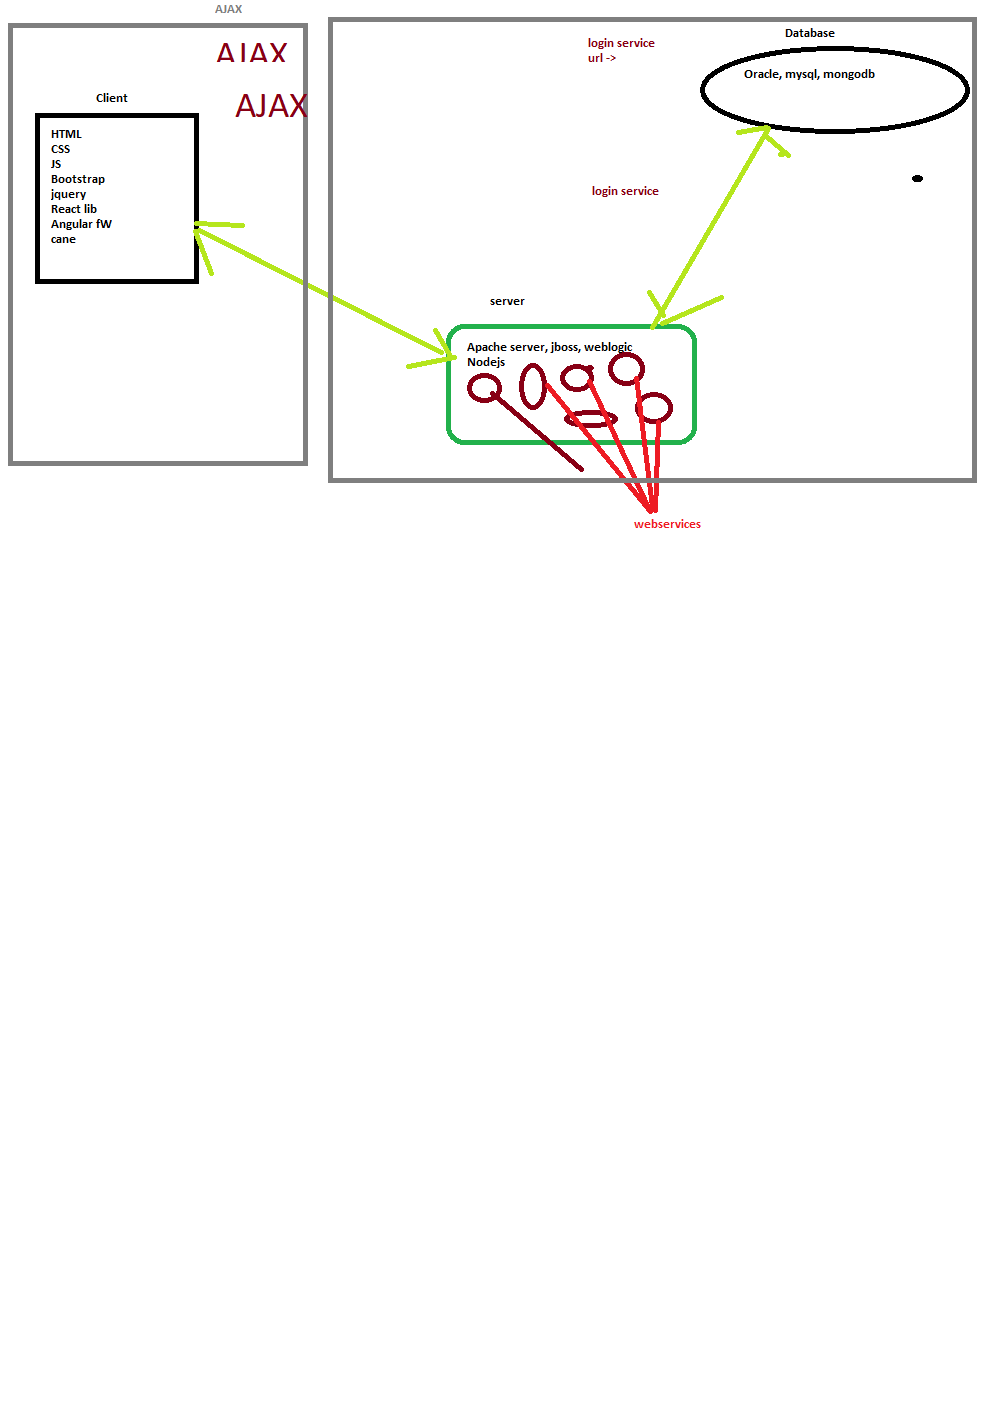 AJAX
AJAX
AJAX
Client
HTML
CSS
JS
Bootstrap
jquery
React lib
Angular fW
cane
login service
url ->
Database
Oracle, mysql, mongodb
login service
server
Apache server, jboss, weblogic
Nodejs
webservices